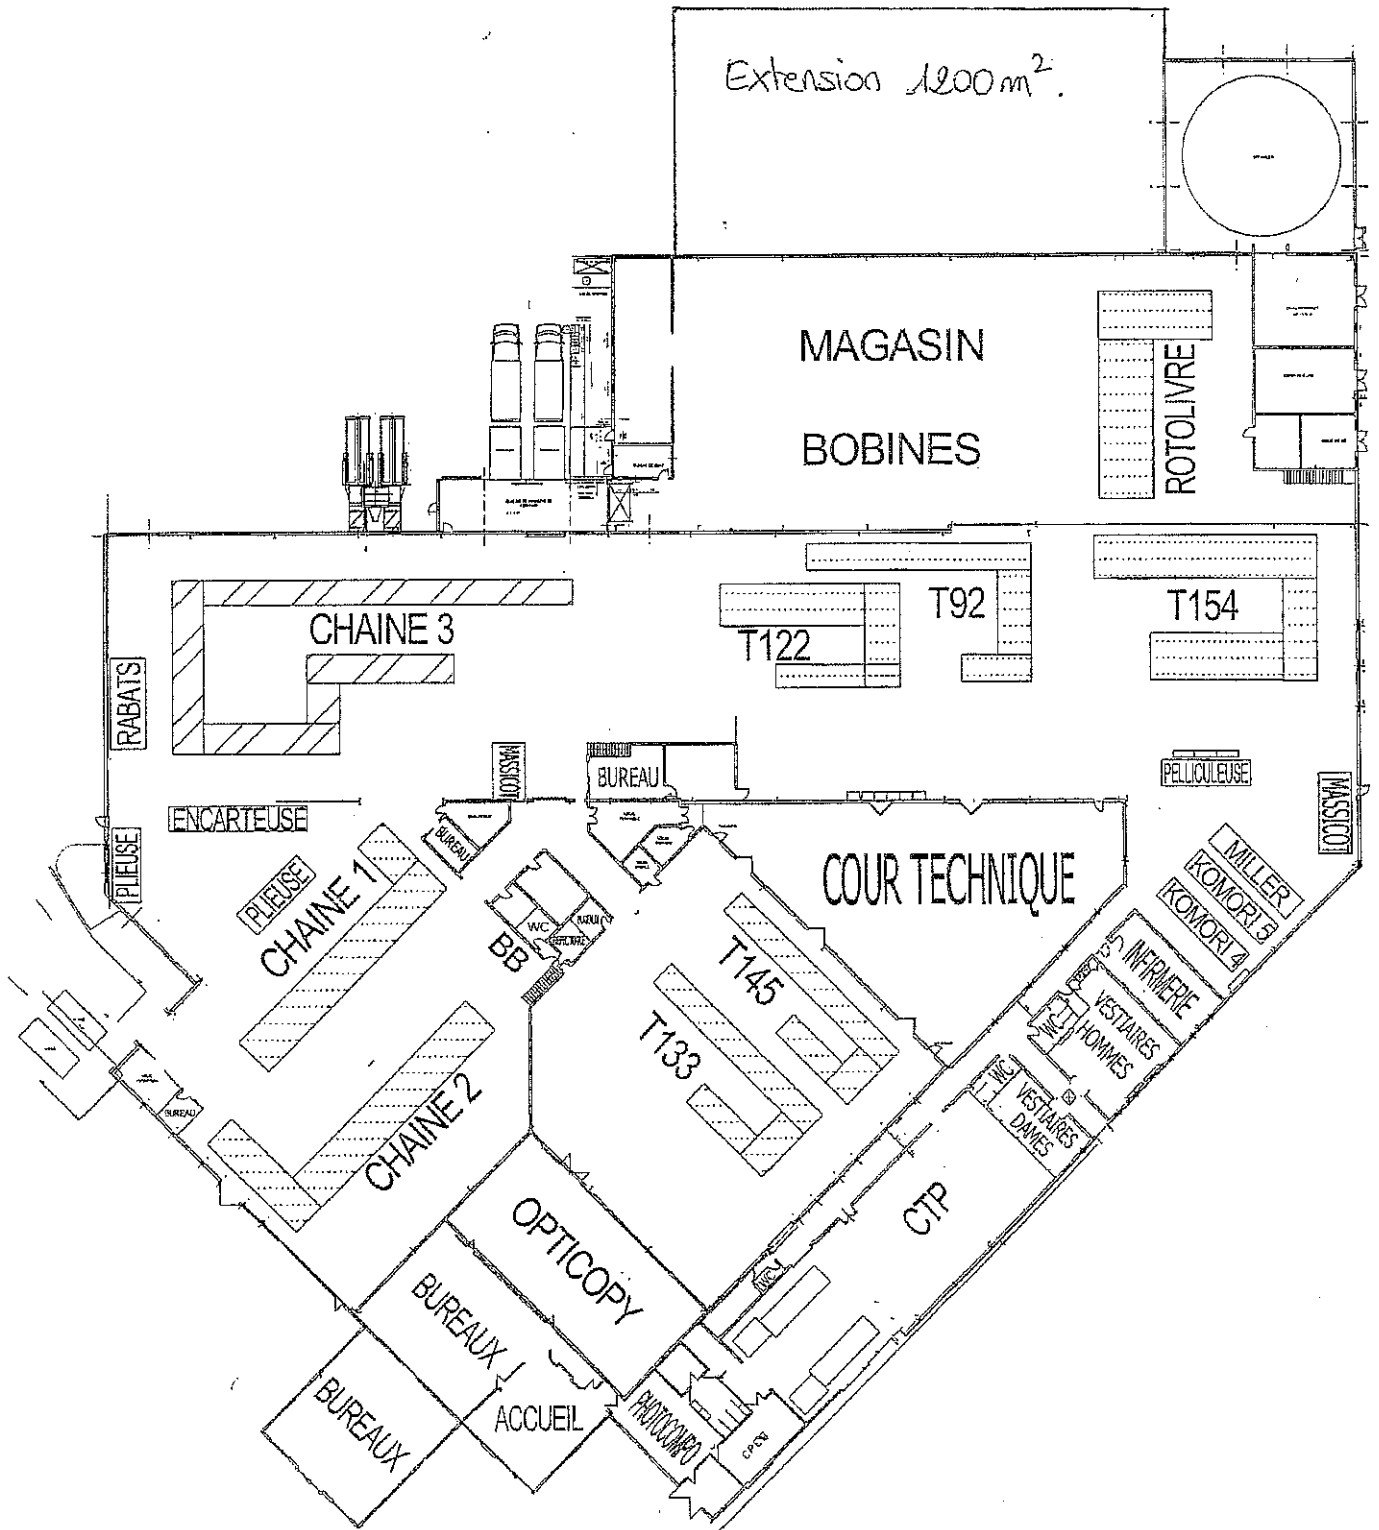 Extension 1200 m².
MAGASIN
BOBINES
ROTOLIVRE
CHAINE 3
T122
T92
T154
RABATS
MASSICOT
BUREAU
PELLICULEUSE
MASSICOT
ENCARTEUSE
PLIEUSE
PLIEUSE
CHAINE 1
BUREAU
WC
BB
COUR TECHNIQUE
MILLER
KOMORI 5
KOMORI 4
T145
T133
INFIRMERIE
VESTIAIRES
HOMMES
WC
WC
VESTIAIRES
DAMES
BUREAU
CHAINE 2
CTP
OPTICOPY
WC
BUREAUX
BUREAUX
ACCUEIL
PHOTOCOMPO